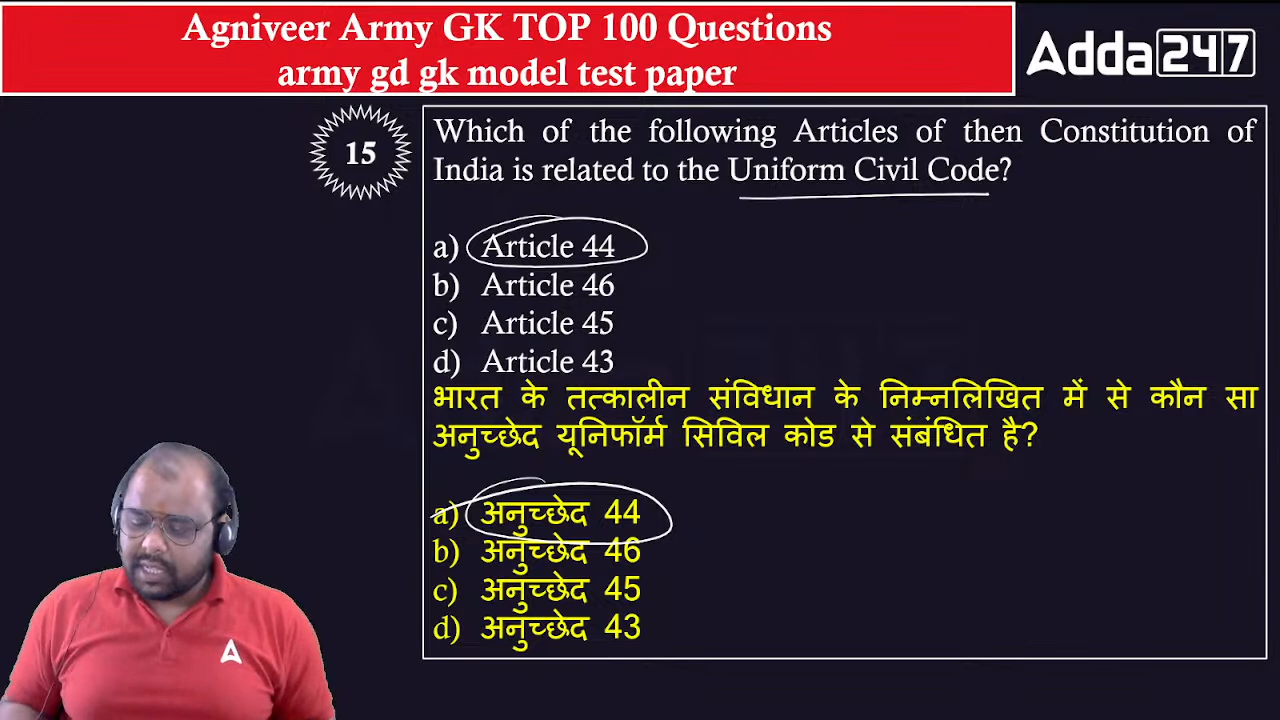 Agniveer Army GK TOP 100 Questions
army gd gk model test paper
Adda247
15
Which of the following Articles of then Constitution of
India is related to the Uniform Civil Code?
a) Article 44
b) Article 46
c) Article 45
d) Article 43
भारत के तत्कालीन संविधान के निम्नलिखित में से कौन सा
अनुच्छेद यूनिफॉर्म सिविल कोड से संबंधित है?
a) अनुच्छेद 44
b) अनुच्छेद 46
c) अनुच्छेद 45
d) अनुच्छेद 43